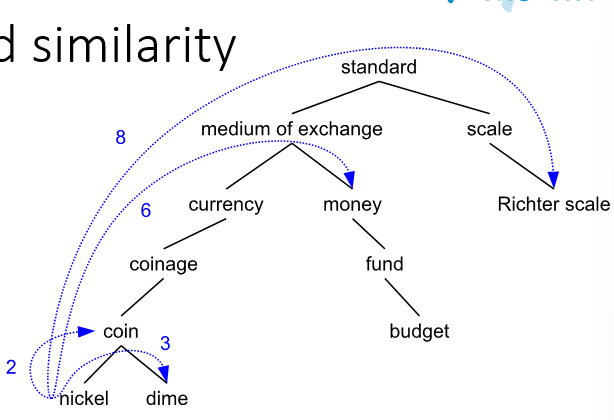 d similarity
standard
8
medium of exchange scale
6 currency money Richter scale
coinage fund
coin budget
3
2
nickel dime